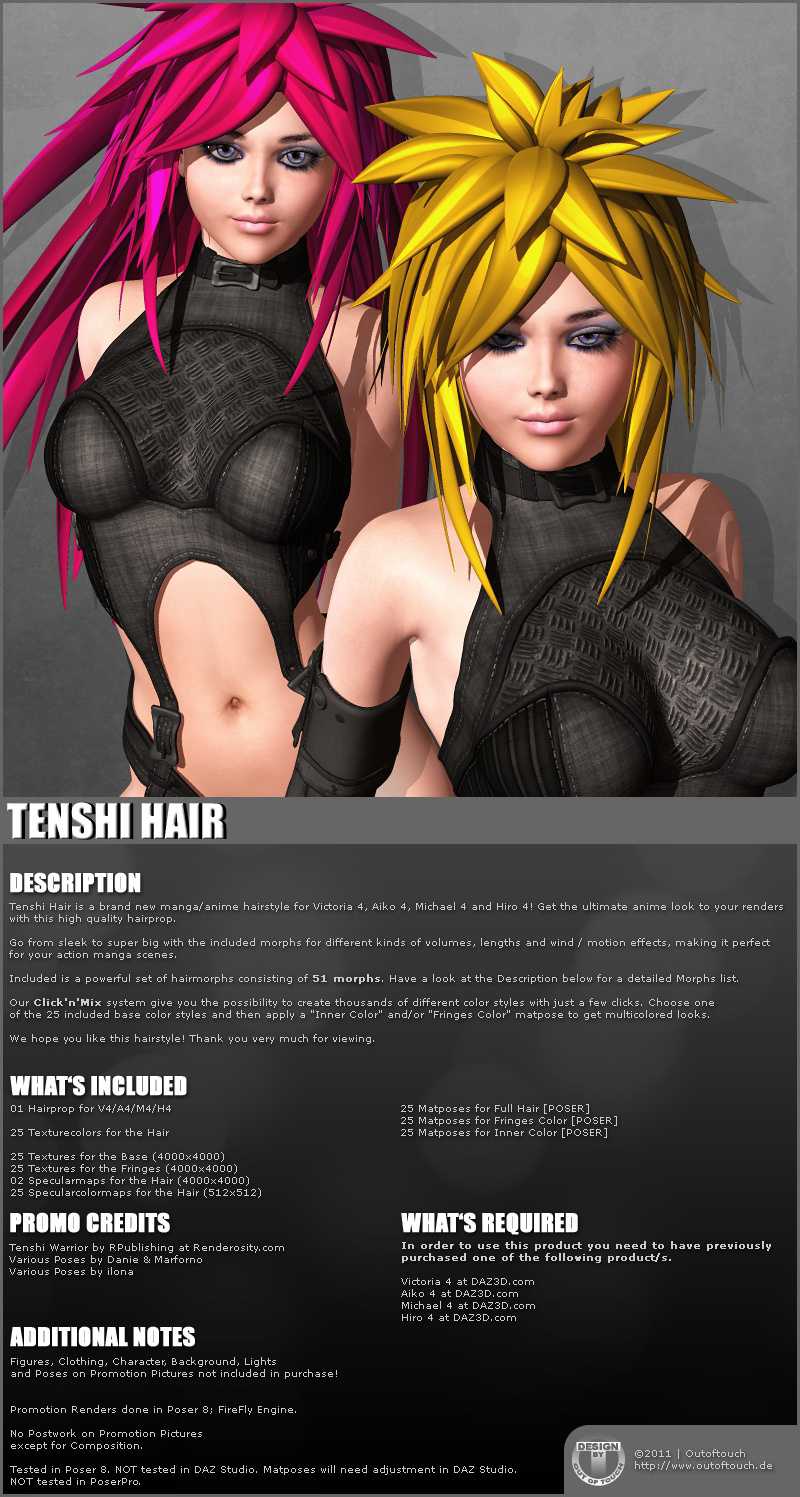 TENSHI HAIR
DESCRIPTION
Tenshi Hair is a brand new manga/anime hairstyle for Victoria 4, Aiko 4, Michael 4 and Hiro 4! Get the ultimate anime look to your renders
with this high quality hairprop.
Go from sleek to super big with the included morphs for different kinds of volumes, lengths and wind / motion effects, making it perfect
for your action manga scenes.
Included is a powerful set of hairmorphs consisting of 51 morphs. Have a look at the Description below for a detailed Morphs list.
Our Click'n'Mix system give you the possibility to create thousands of different color styles with just a few clicks. Choose one
of the 25 included base color styles and then apply a "Inner Color" and/or "Fringes Color" matpose to get multicolored looks.
We hope you like this hairstyle! Thank you very much for viewing.
WHAT'S INCLUDED
01 Hairprop for V4/A4/M4/H4
25 Texturecolors for the Hair
25 Textures for the Base (4000x4000)
25 Textures for the Fringes (4000x4000)
02 Specularmaps for the Hair (4000x4000)
25 Specularcolormaps for the Hair (512x512)
25 Matposes for Full Hair [POSER]
25 Matposes for Fringes Color [POSER]
25 Matposes for Inner Color [POSER]
PROMO CREDITS
Tenshi Warrior by RPublishing at Renderosity.com
Various Poses by Danie & Marforno
Various Poses by ilona
WHAT'S REQUIRED
In order to use this product you need to have previously
purchased one of the following product/s.
Victoria 4 at DAZ3D.com
Aiko 4 at DAZ3D.com
Michael 4 at DAZ3D.com
Hiro 4 at DAZ3D.com
ADDITIONAL NOTES
Figures, Clothing, Character, Background, Lights
and Poses on Promotion Pictures not included in purchase!
Promotion Renders done in Poser 8; FireFly Engine.
No Postwork on Promotion Pictures
except for Composition.
Tested in Poser 8. NOT tested in DAZ Studio. Matposes will need adjustment in DAZ Studio.
NOT tested in PoserPro.
DESIGN
BY
OUT OF TOUCH
©2011 | Outoftouch
http://www.outoftouch.de